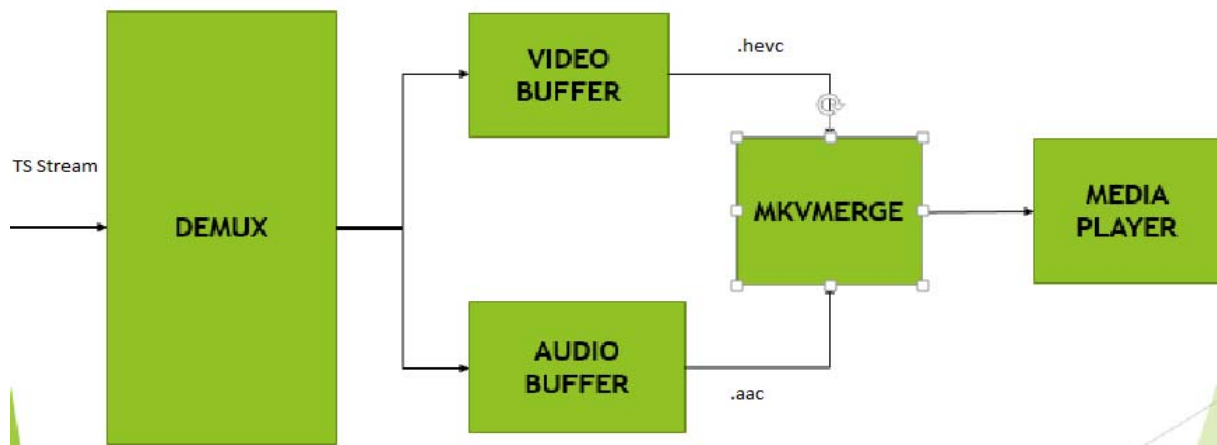 TS Stream
DEMUX
VIDEO
BUFFER
.hevc
AUDIO
BUFFER
.aac
MKVMERGE
MEDIA
PLAYER